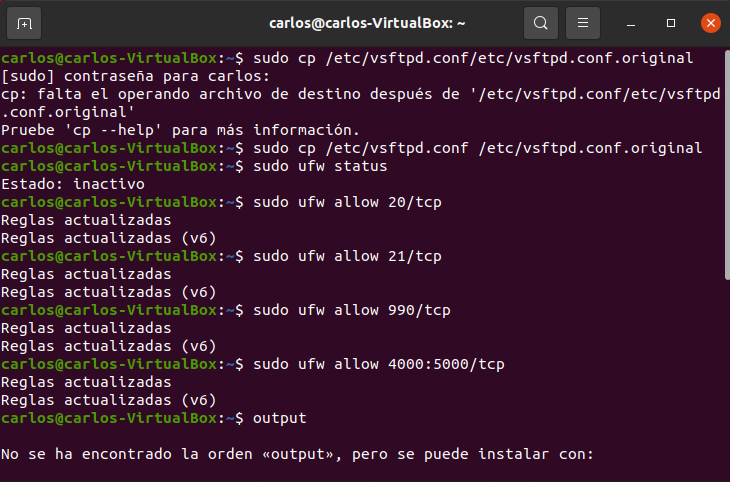 carlos@carlos-VirtualBox: ~
carlos@carlos-VirtualBox:~$ sudo cp /etc/vsftpd.conf/etc/vsftpd.conf.original
[sudo] contraseña para carlos:
cp: falta el operando archivo de destino después de '/etc/vsftpd.conf/etc/vsftpd
.conf.original'
Pruebe 'cp --help' para más información.
carlos@carlos-VirtualBox:~$ sudo cp /etc/vsftpd.conf /etc/vsftpd.conf.original
carlos@carlos-VirtualBox:~$ sudo ufw status
Estado: inactivo
carlos@carlos-VirtualBox:~$ sudo ufw allow 20/tcp
Reglas actualizadas
Reglas actualizadas (v6)
carlos@carlos-VirtualBox:~$ sudo ufw allow 21/tcp
Reglas actualizadas
Reglas actualizadas (v6)
carlos@carlos-VirtualBox:~$ sudo ufw allow 990/tcp
Reglas actualizadas
Reglas actualizadas (v6)
carlos@carlos-VirtualBox:~$ sudo ufw allow 4000:5000/tcp
Reglas actualizadas
Reglas actualizadas (v6)
carlos@carlos-VirtualBox:~$ output
No se ha encontrado la orden «output», pero se puede instalar con: